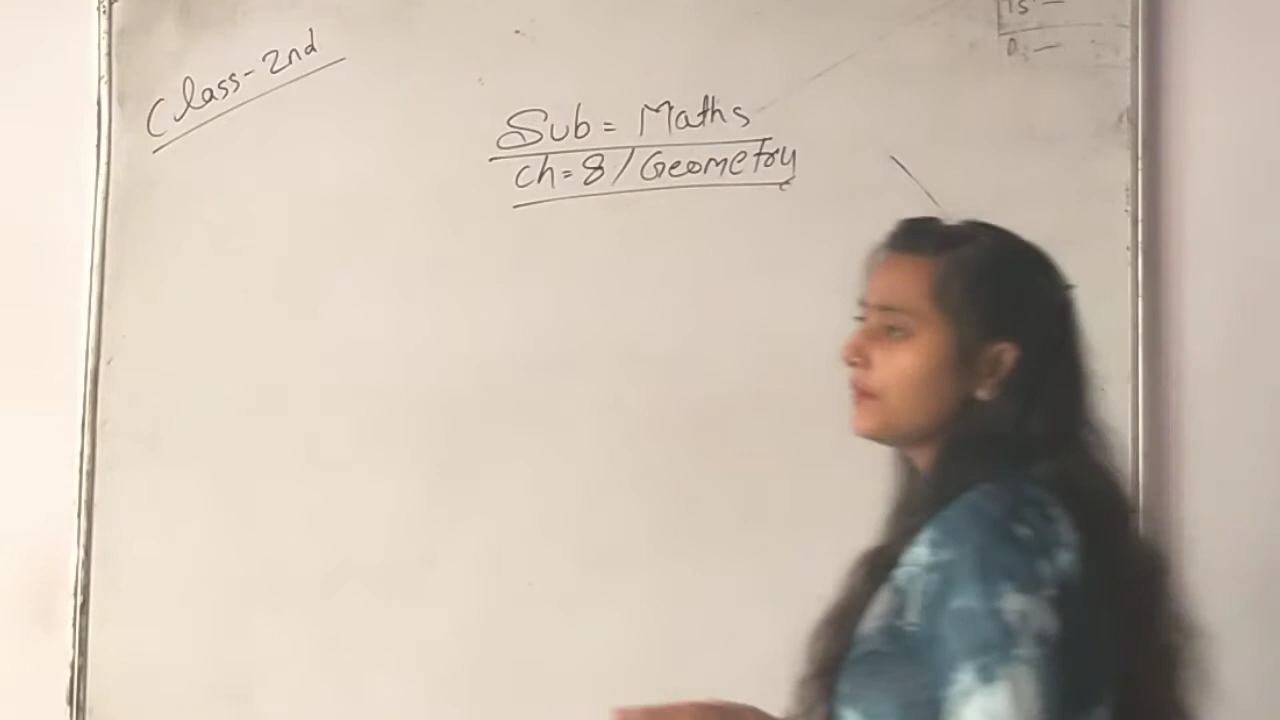 Class-2nd
Sub = Maths
Ch = 8 / Geometry